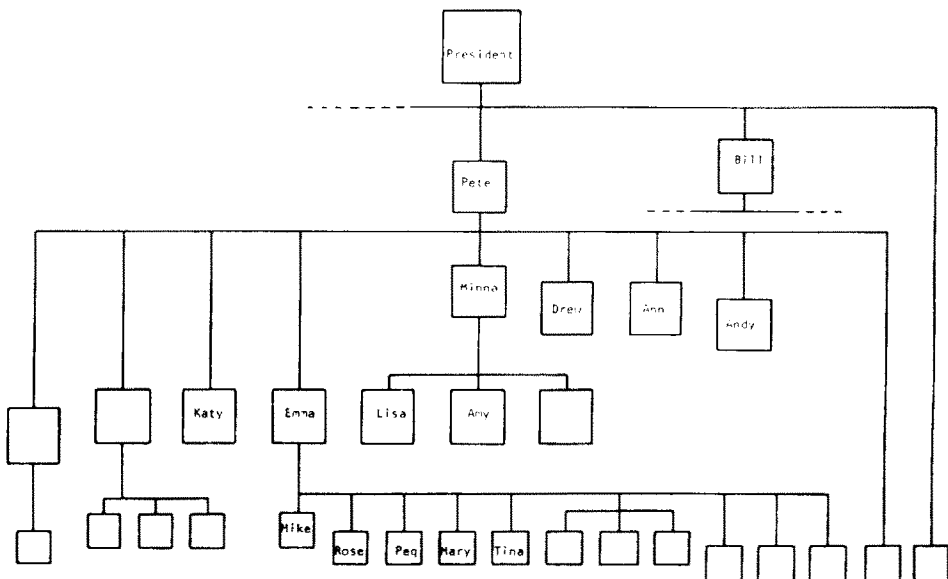 President
Bill
Pete
Minna
Drew
Ann
Andy
Katy
Emma
Lisa
Amy
Mike
Rose
Peg
Mary
Tina